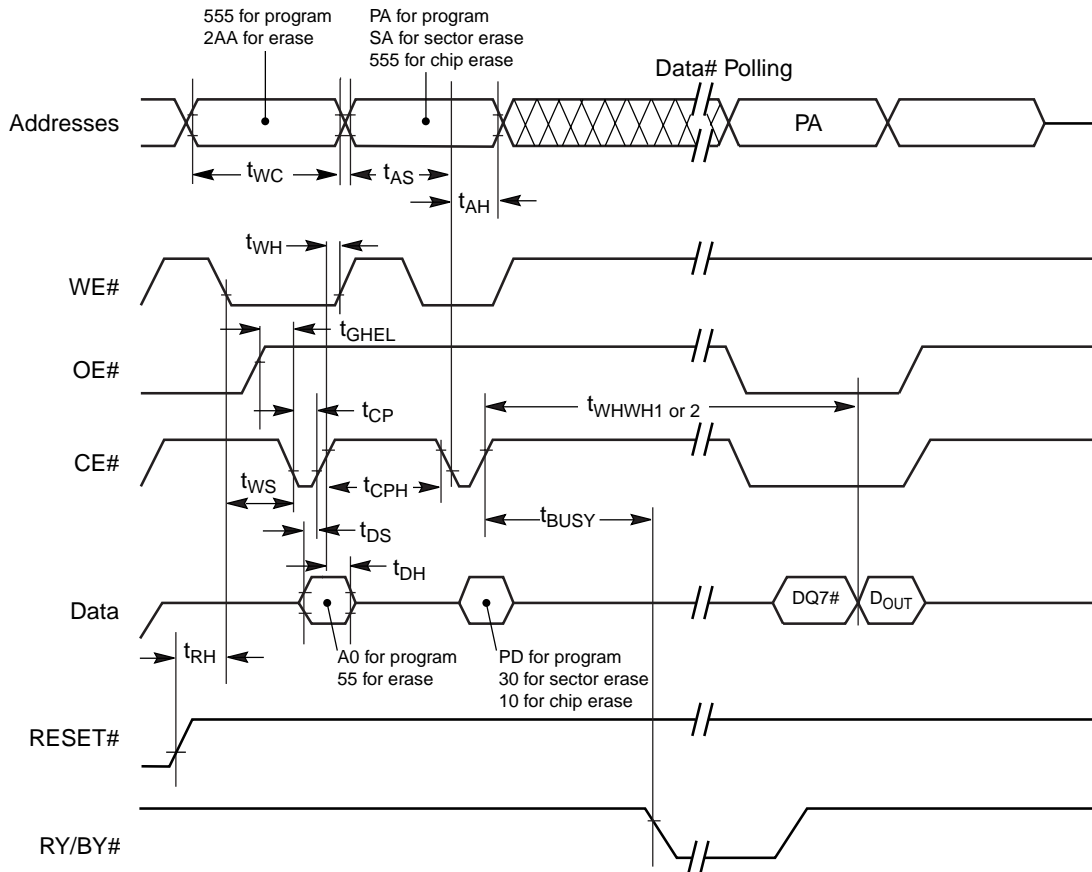 555 for program
2AA for erase
PA for program
SA for sector erase
555 for chip erase
Data# Polling
Addresses
PA
tWC
tAS
tAH
tWH
WE#
tGHEL
OE#
tWHWH1 or 2
tCP
CE#
tWS
tCPH
tBUSY
tDS
tDH
Data
DQ7#
DOUT
tRH
A0 for program
55 for erase
PD for program
30 for sector erase
10 for chip erase
RESET#
RY/BY#